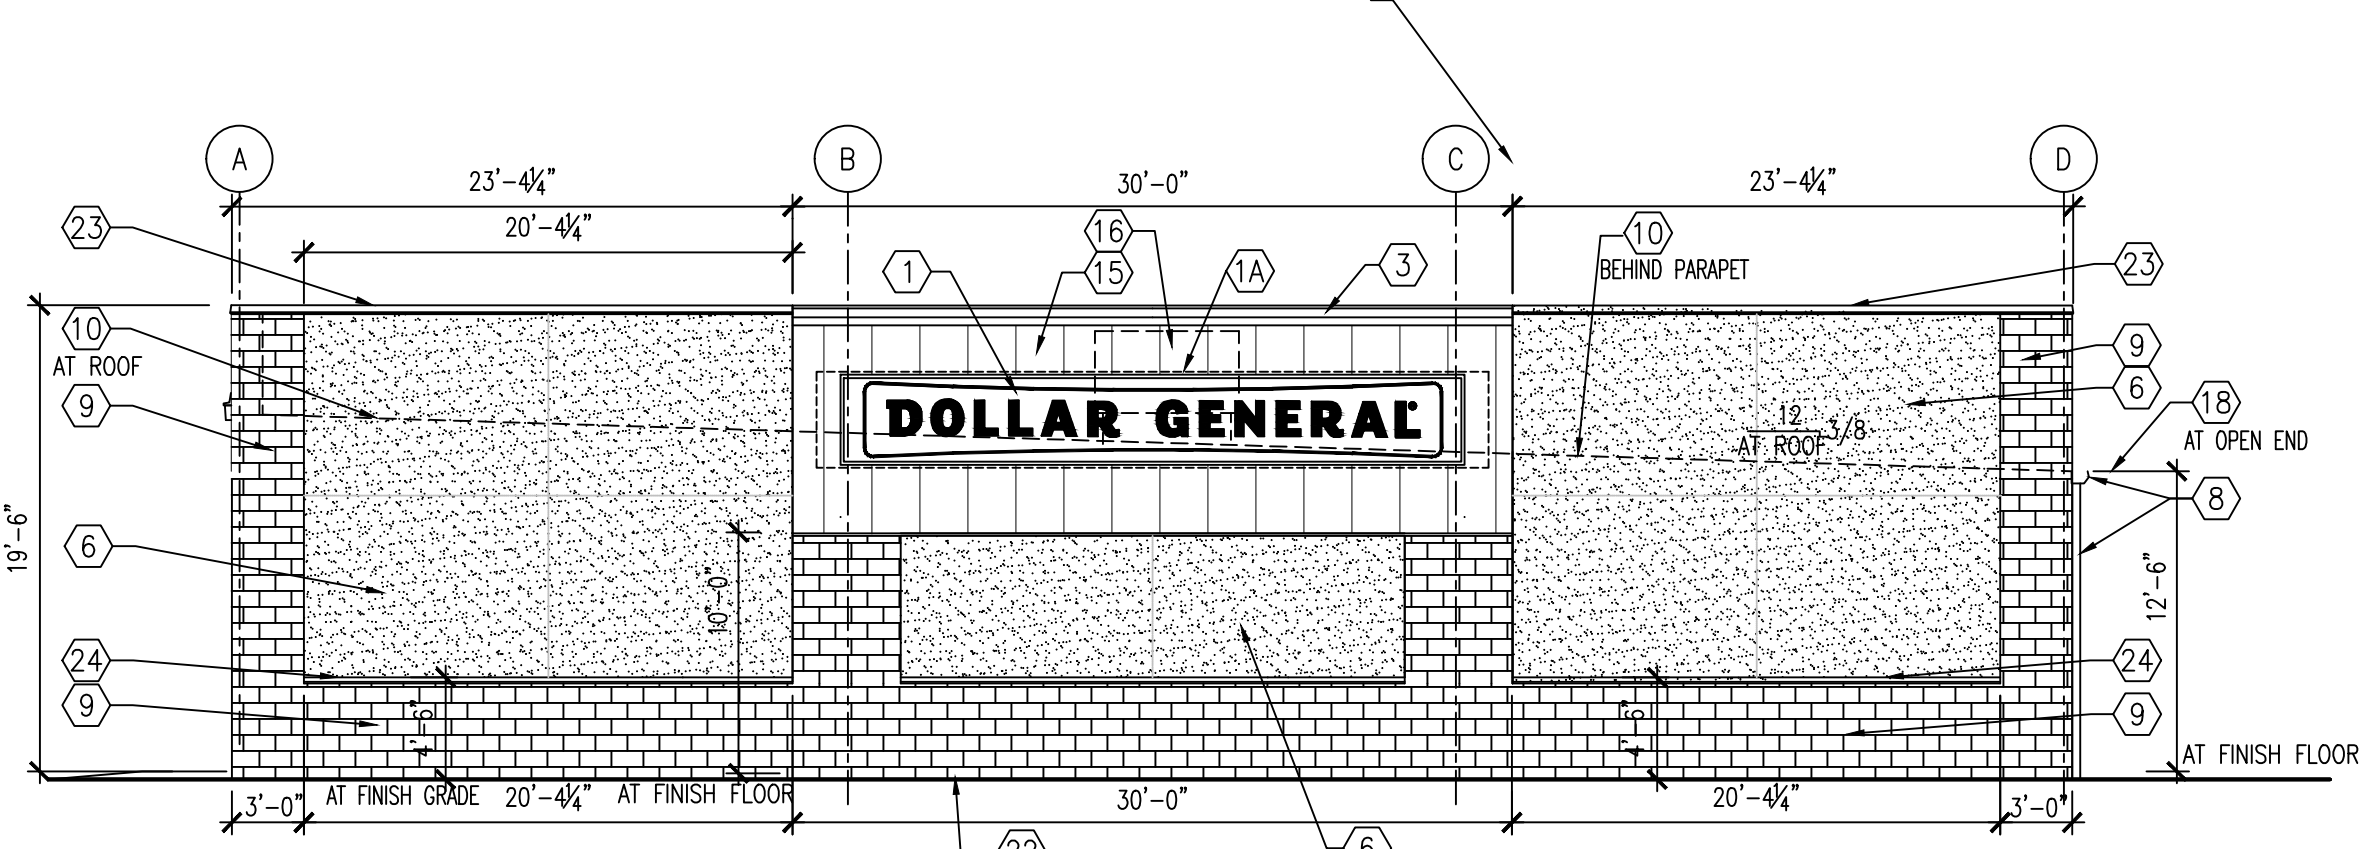 A
B
C
D
23'-4¼"
30'-0"
23'-4¼"
20'-4¼"
23
16
10
BEHIND PARAPET
1
15
1A
3
23
10
AT ROOF
9
9
6
18
AT OPEN END
DOLLAR GENERAL
12
3/8
AT ROOF
8
19'-6"
6
10'-0"
12'-6"
24
24
9
4'-6"
4'-6"
9
AT FINISH FLOOR
3'-0"
AT FINISH GRADE
20'-4¼"
AT FINISH FLOOR
30'-0"
20'-4¼"
3'-0"
6